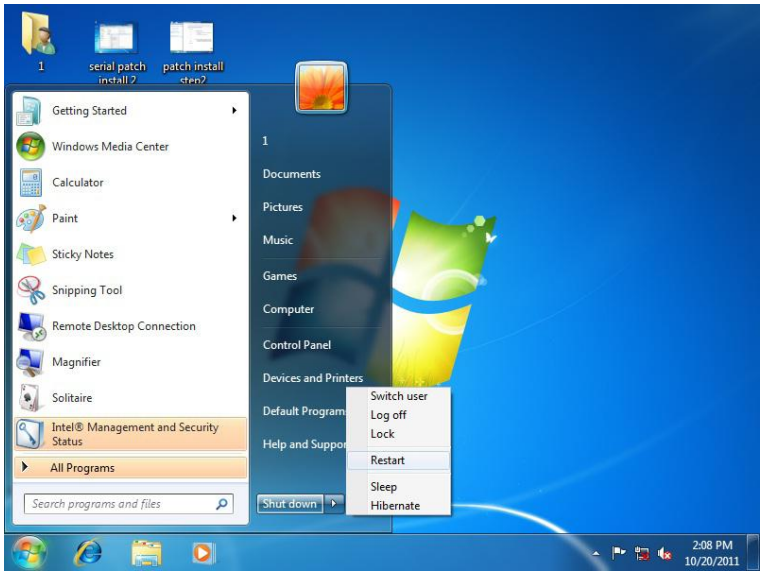 1
serial patch
install 2
patch install
step2
Getting Started
Windows Media Center
Calculator
Paint
Sticky Notes
Snipping Tool
Remote Desktop Connection
Magnifier
Solitaire
Intel® Management and Security
Status
All Programs
Search programs and files
1
Documents
Pictures
Music
Games
Computer
Control Panel
Devices and Printers
Default Program
Help and Suppor
Shut down
Switch user
Log off
Lock
Restart
Sleep
Hibernate
2:08 PM
10/20/2011